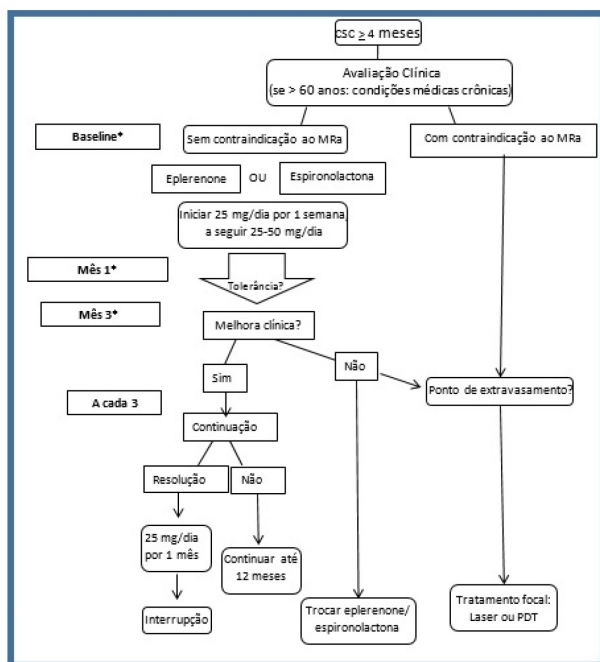 csc ≥ 4 meses
Avaliação Clínica
(se > 60 anos: condições médicas crônicas)
Baseline*
Sem contraindicação ao MRa
Com contraindicação ao MRa
Eplerenone
OU
Espironolactona
Iniciar 25 mg/dia por 1 semana,
a seguir 25-50 mg/dia
Mês 1*
Tolerância?
Mês 3*
Melhora clínica?
Sim
Não
Ponto de extravasamento?
A cada 3
Continuação
Resolução
Não
25 mg/dia
por 1 mês
Continuar até
12 meses
Interrupção
Trocar eplerenone/
espironolactona
Tratamento focal:
Laser ou PDT